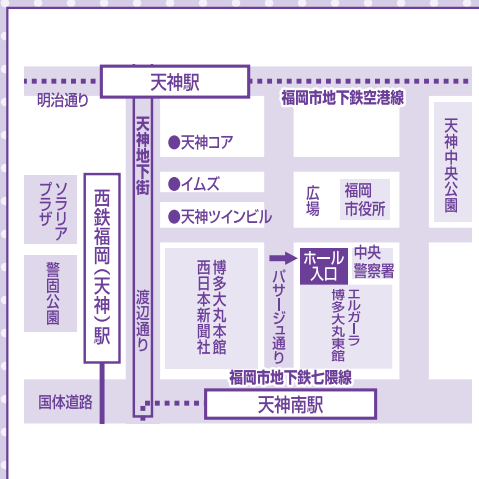 天神駅
明治通り
福岡市地下鉄空港線
天神地下街
●天神コア
●イムズ
●天神ツインビル
広場
福岡
市役所
天神中央公園
ソラリア
プラザ
西鉄福岡(天神)駅
警固公園
渡辺通り
博多大丸本館
西日本新聞社
パサージュ通り
ホール
入口
中央
警察署
エルガーラ
博多大丸東館
福岡市地下鉄七隈線
国体道路
天神南駅